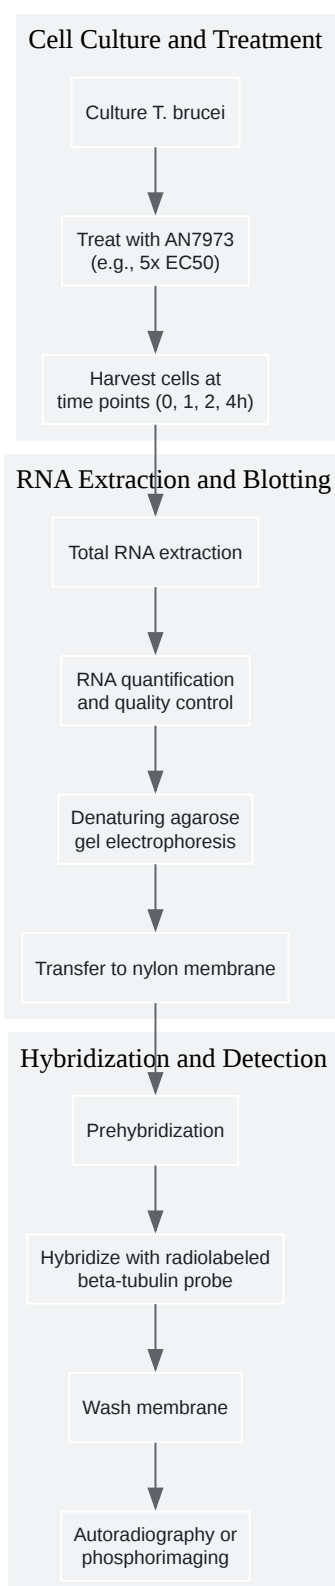 Cell Culture and Treatment
Culture T. brucei
Treat with AN7973
(e.g., 5x EC50)
Harvest cells at
time points (0, 1, 2, 4h)
RNA Extraction and Blotting
Total RNA extraction
RNA quantification
and quality control
Denaturing agarose
gel electrophoresis
Transfer to nylon membrane
Hybridization and Detection
Prehybridization
Hybridize with radiolabeled
beta-tubulin probe
Wash membrane
Autoradiography or
phosphorimaging